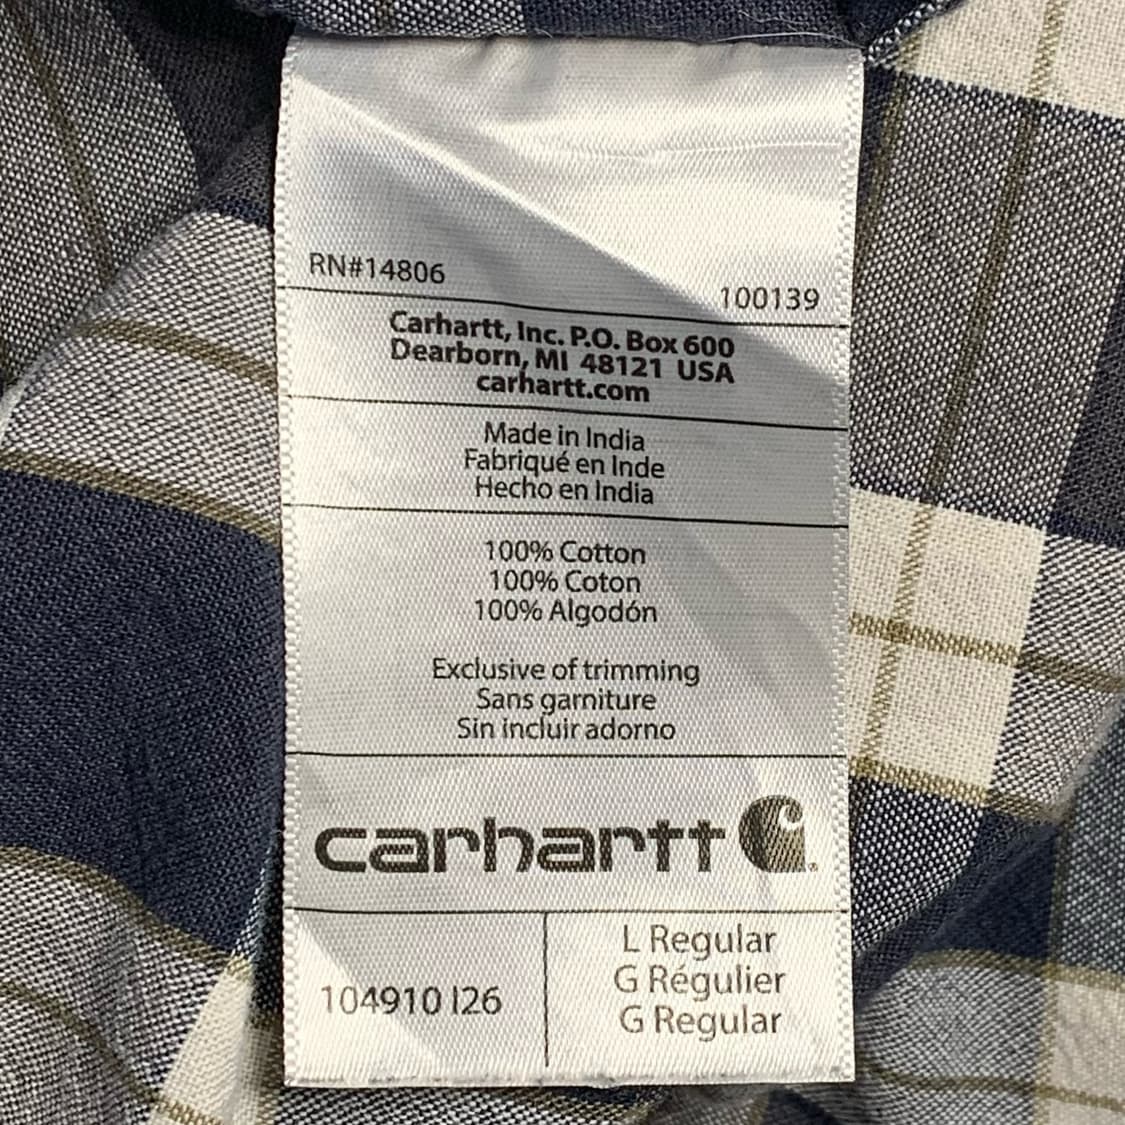 RN#14806
100139
Carhartt, Inc. P.O. Box 600
Dearborn, MI 48121 USA
carhartt.com
Made in India
Fabriqué en Inde
Hecho en India
100% Cotton
100% Coton
100% Algodón
Exclusive of trimming
Sans garniture
Sin incluir adorno
carhartt
104910 I26
L Regular
G Régulier
G Regular